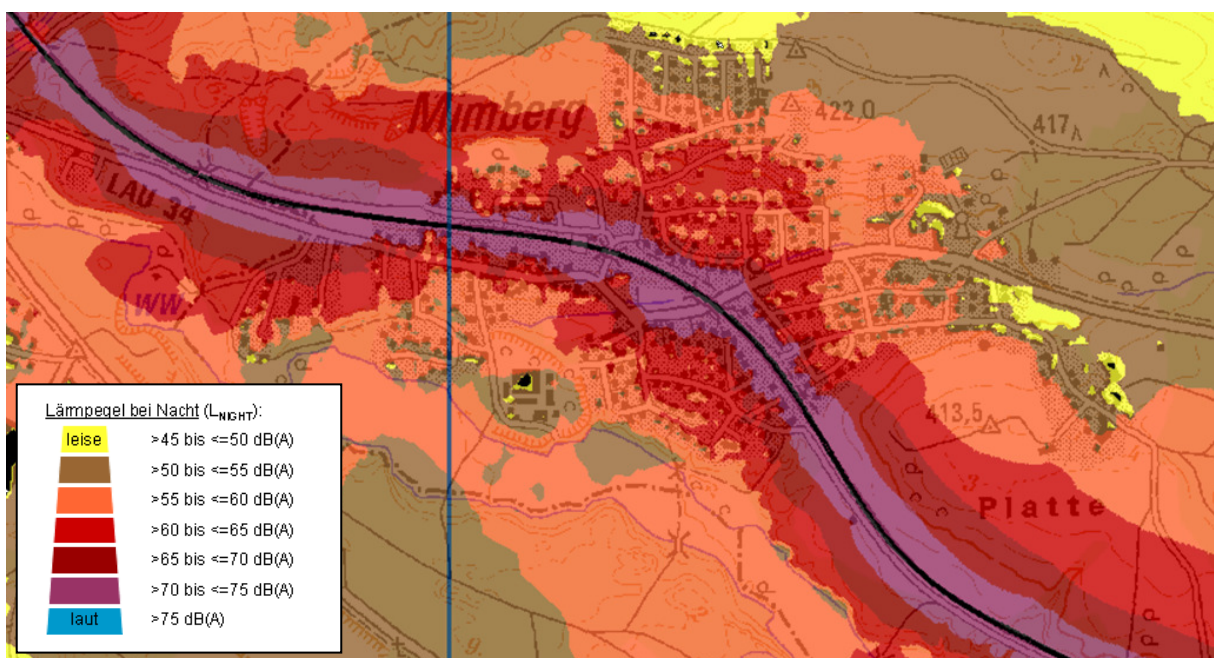 Mimberg
422,0
417
LAU 34
WW
413,5
Platte
Lärmpegel bei Nacht (LNIGHT):
leise >45 bis <=50 dB(A)
>50 bis <=55 dB(A)
>55 bis <=60 dB(A)
>60 bis <=65 dB(A)
>65 bis <=70 dB(A)
>70 bis <=75 dB(A)
laut >75 dB(A)